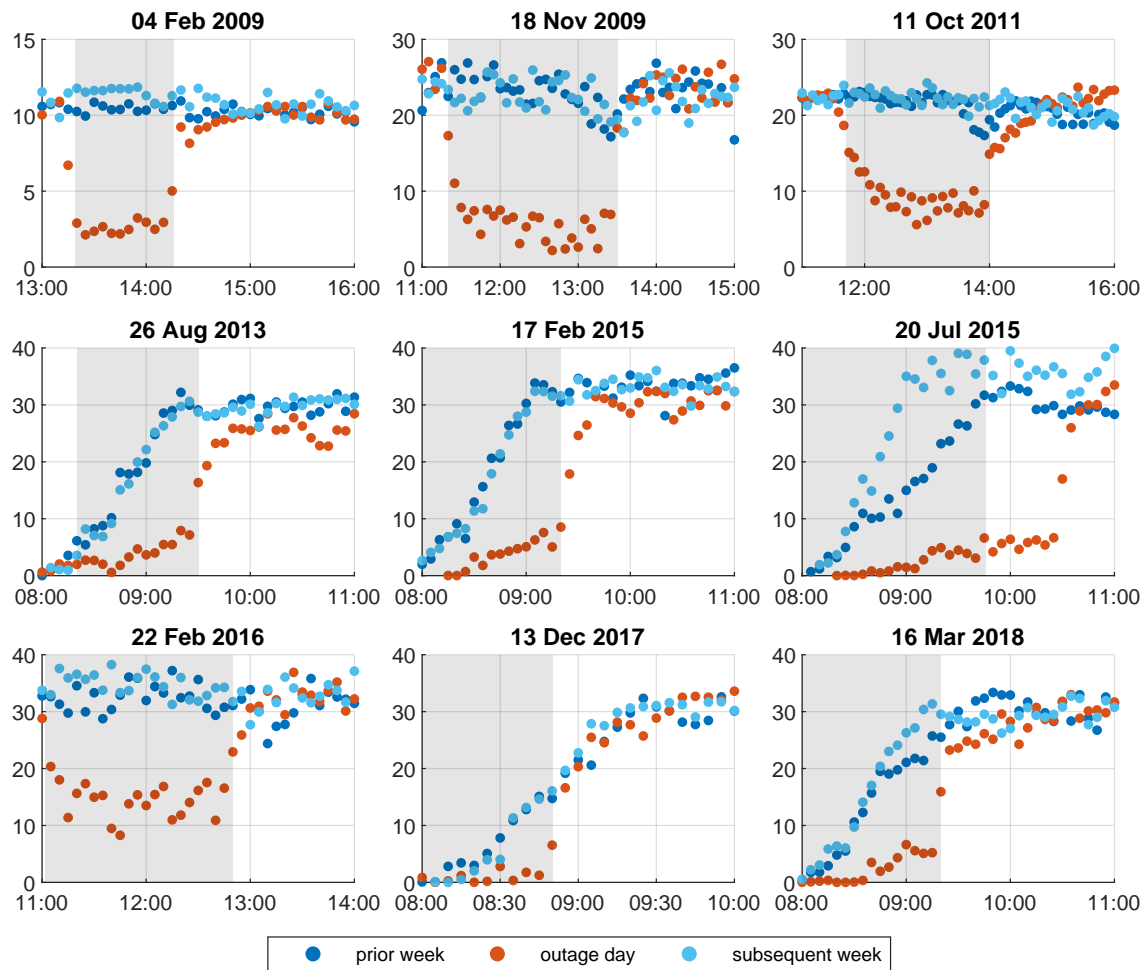 04 Feb 2009
18 Nov 2009
11 Oct 2011
15
10
5
0
13:00 14:00 15:00 16:00
30
20
10
0
11:00 12:00 13:00 14:00 15:00
30
20
10
0
12:00 14:00 16:00
26 Aug 2013
17 Feb 2015
20 Jul 2015
40
30
20
10
0
08:00 09:00 10:00 11:00
40
30
20
10
0
08:00 09:00 10:00 11:00
40
30
20
10
0
08:00 09:00 10:00 11:00
22 Feb 2016
13 Dec 2017
16 Mar 2018
40
30
20
10
0
11:00 12:00 13:00 14:00
40
30
20
10
0
08:30 09:00 09:30 10:00
40
30
20
10
0
08:00 09:00 10:00 11:00
prior week outage day subsequent week